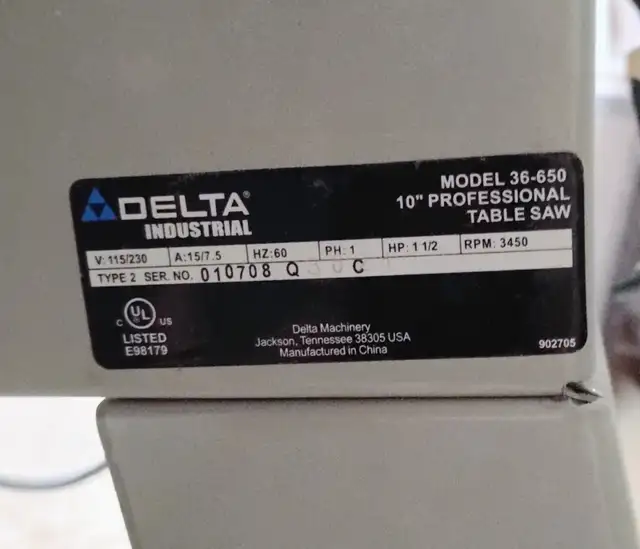 DELTA®
INDUSTRIAL
MODEL 36-650
10" PROFESSIONAL
TABLE SAW
V: 115/230 A:15/7.5 HZ:60 PH: 1 HP: 1 1/2 RPM: 3450
TYPE 2 SER. NO. 010708 Q C
C UL US
LISTED
E98179
Delta Machinery
Jackson, Tennessee 38305 USA
Manufactured in China
902705